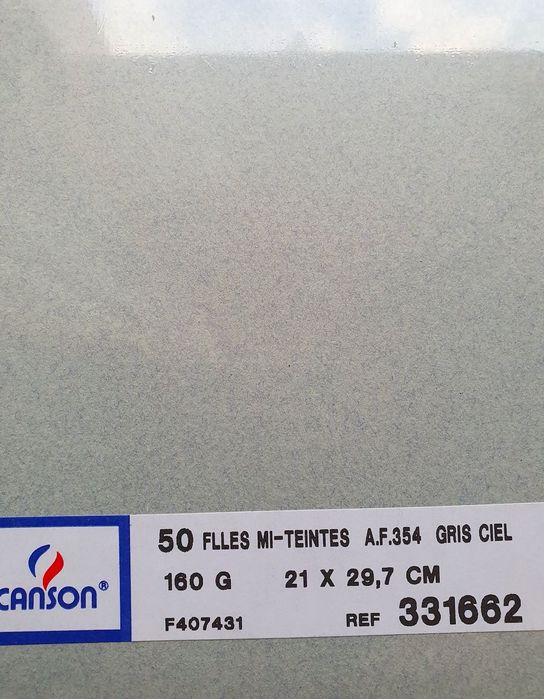 CANSON®
50 FLLES MI-TEINTES A.F.354 GRIS CIEL
160 G 21 X 29,7 CM
F407431 REF 331662